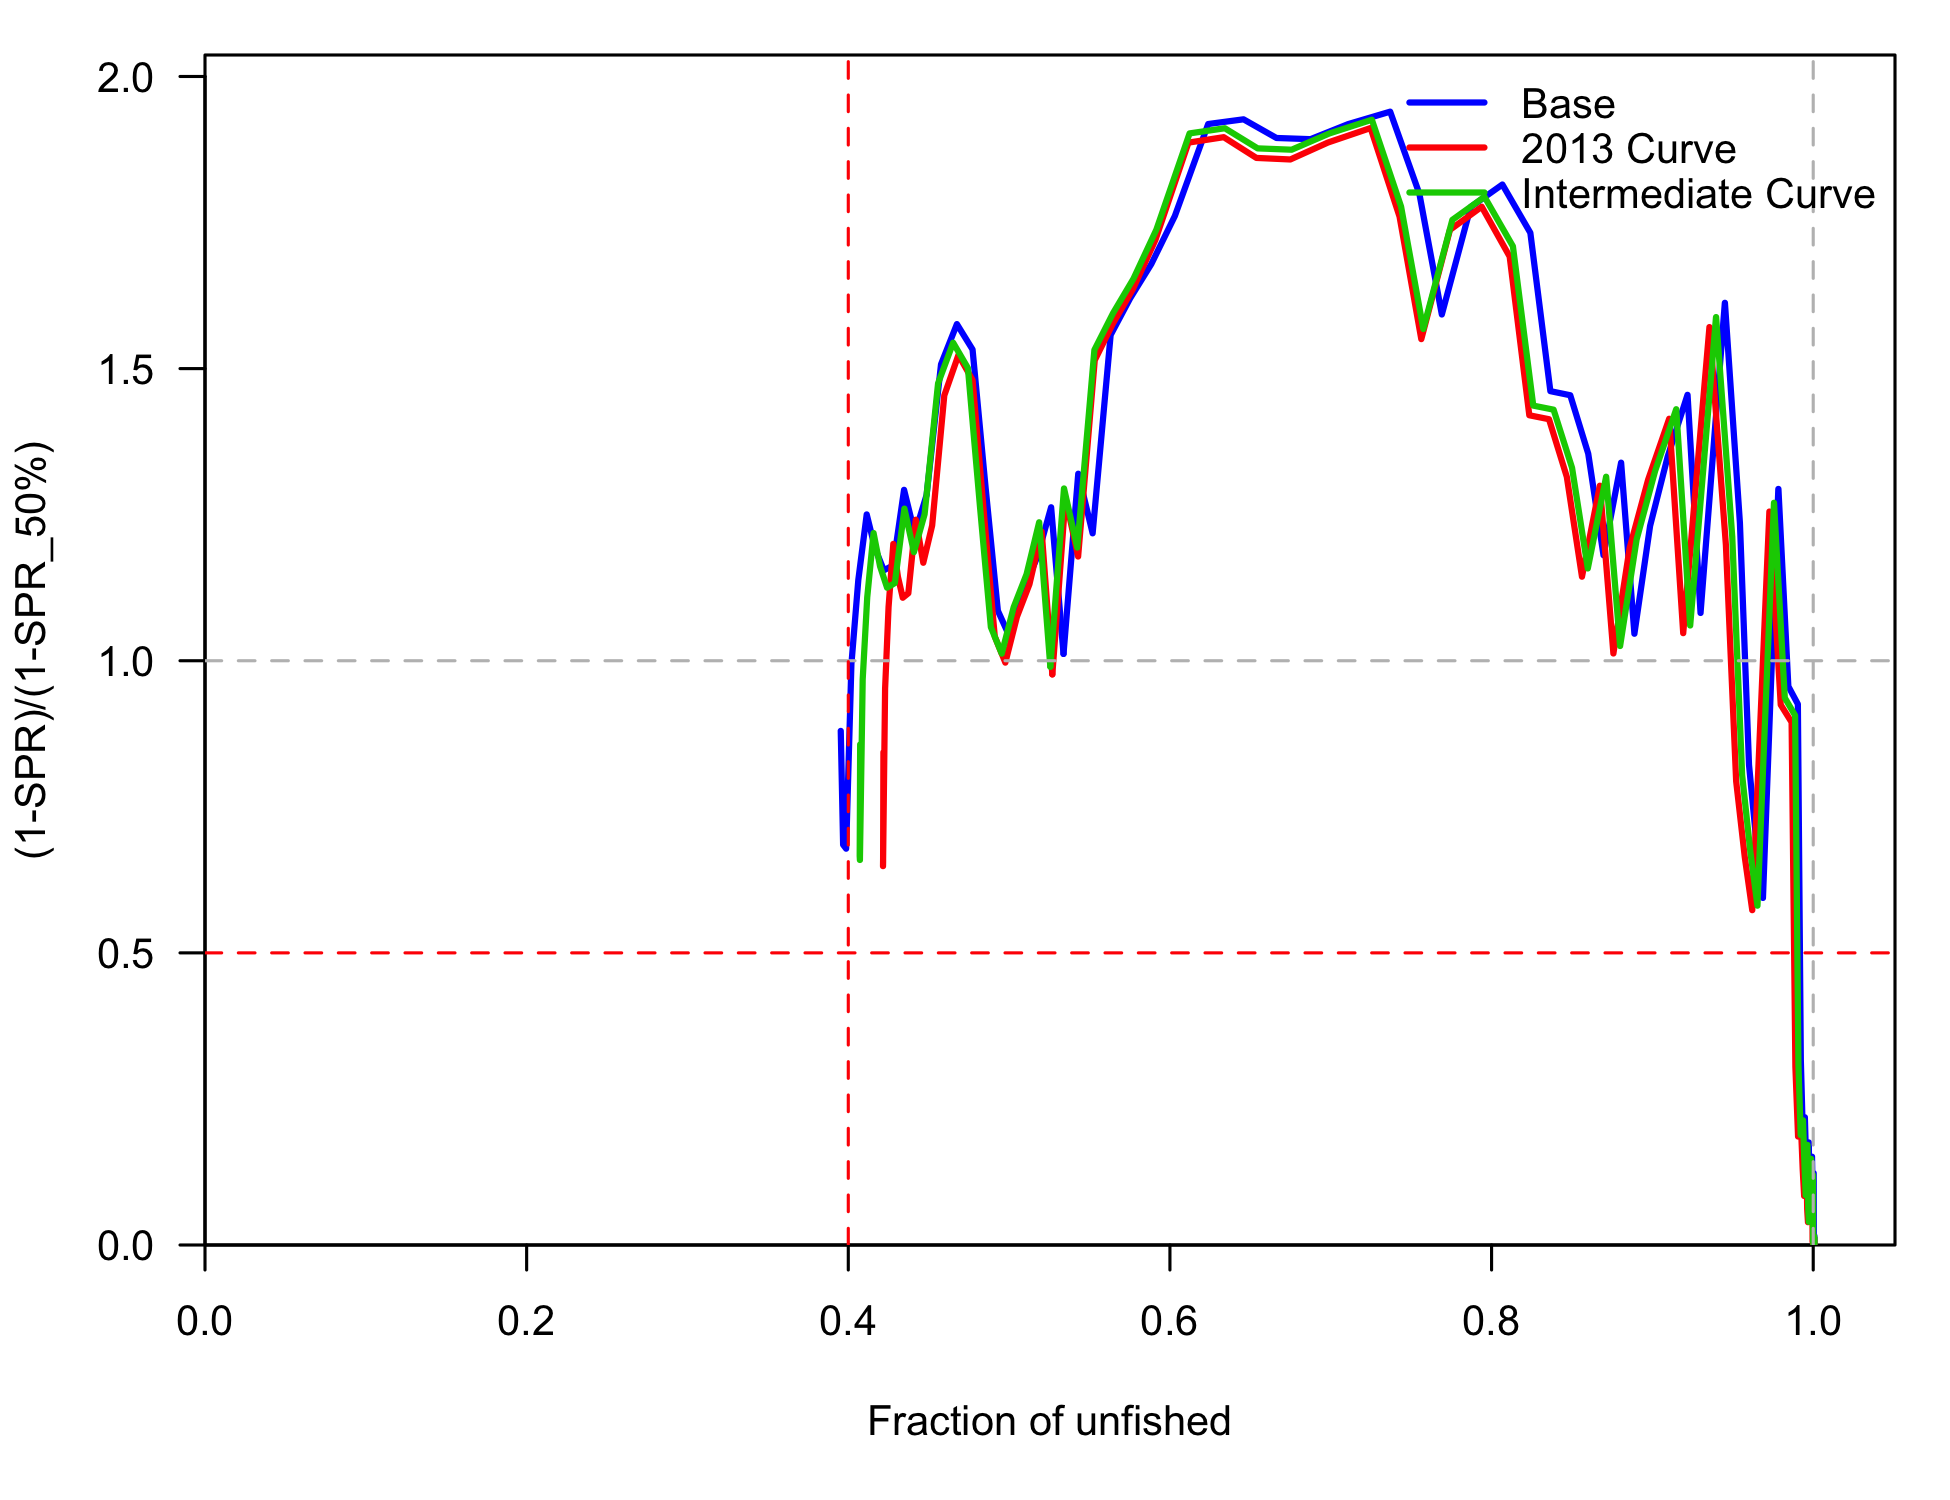 2.0
1.5
1.0
0.5
0.0
(1-SPR)/(1-SPR_50%)
Base
2013 Curve
Intermediate Curve
0.0
0.2
0.4
0.6
0.8
1.0
Fraction of unfished